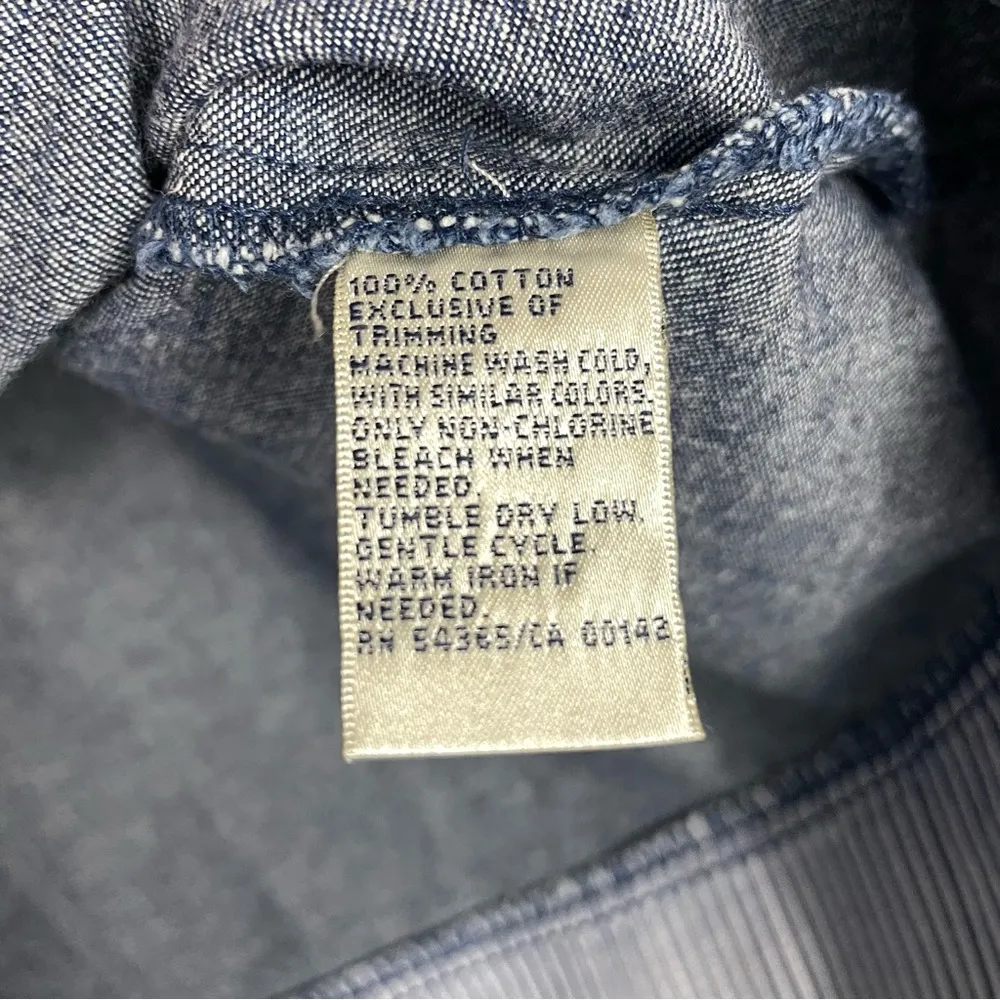 100% COTTON
EXCLUSIVE OF
TRIMMING
MACHINE WASH COLD,
WITH SIMILAR COLORS.
ONLY NON-CHLORINE
BLEACH WHEN
NEEDED.
TUMBLE DRY LOW.
GENTLE CYCLE.
WARM IRON IF
NEEDED.
RN 54365/CA 00142